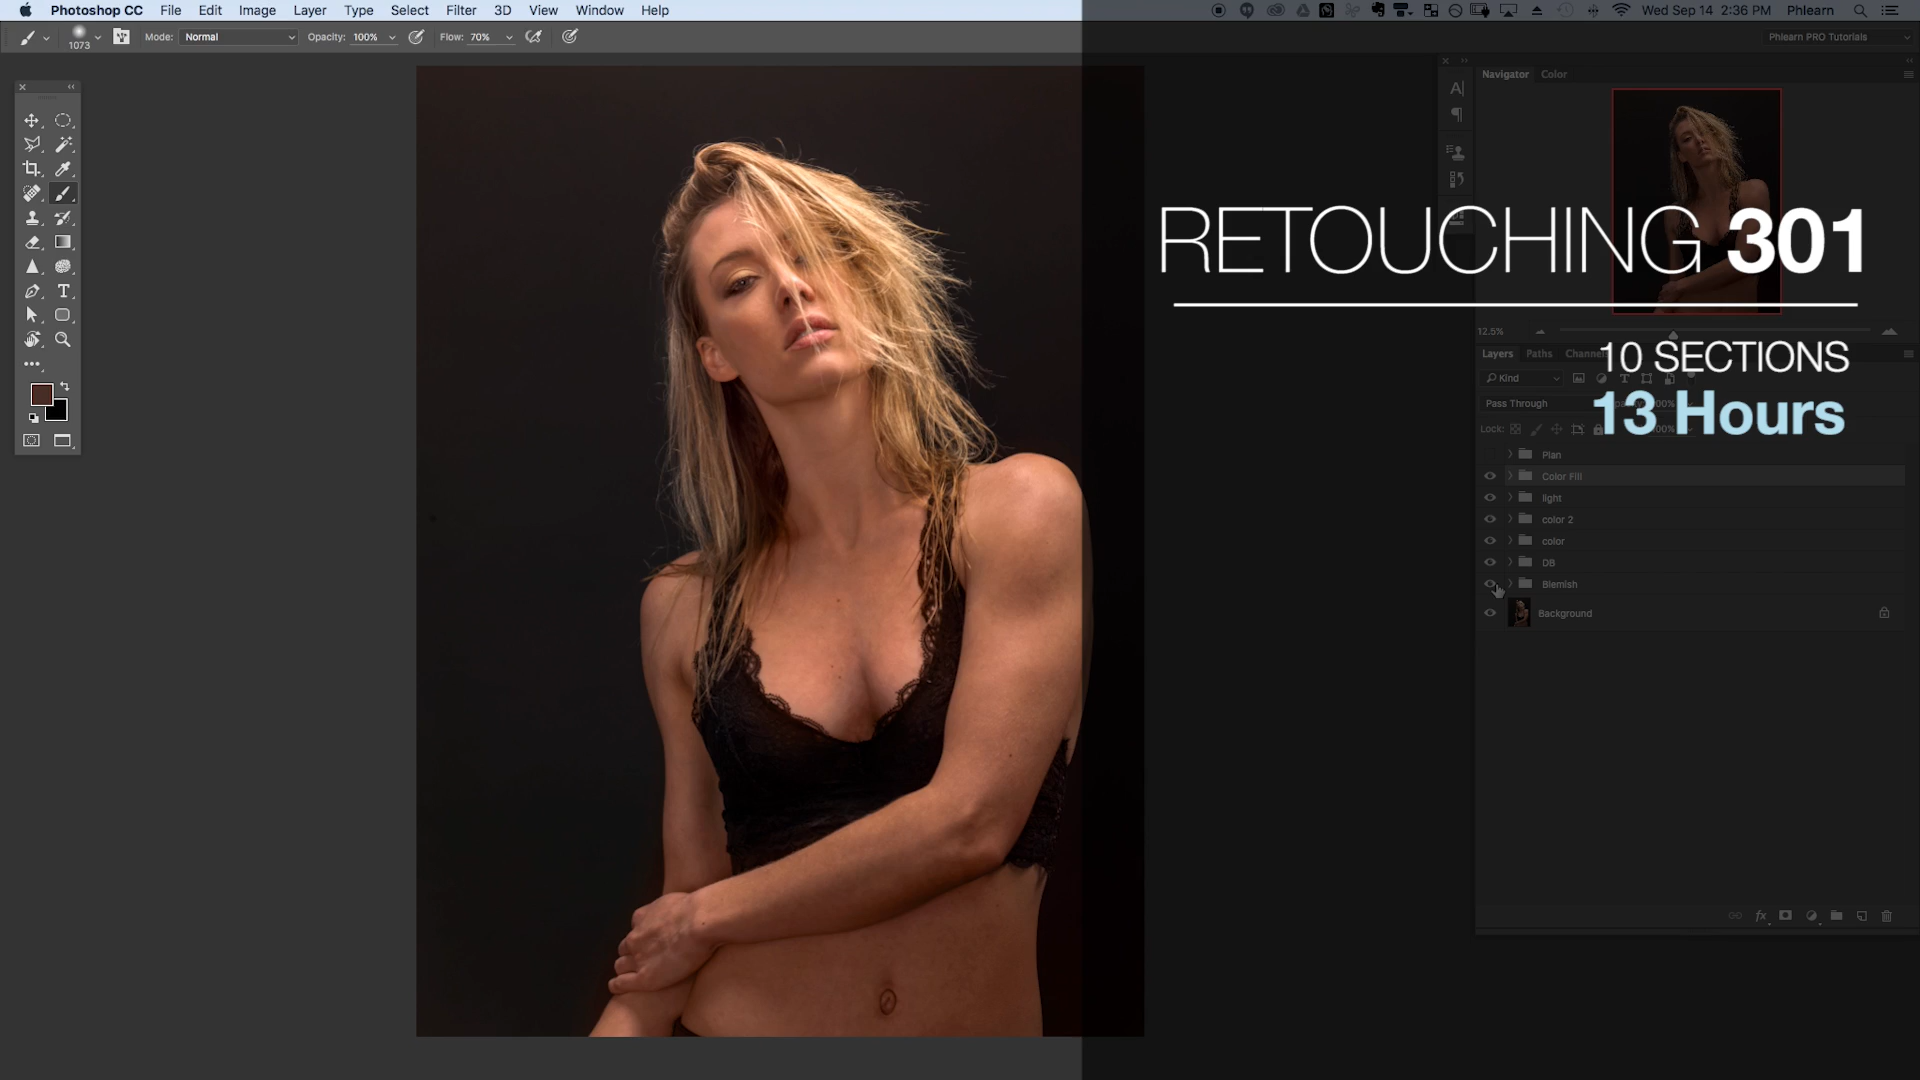 Photoshop CC File Edit Image Layer Type Select Filter 3D View Window Help Wed Sep 14 2:36 PM Phlearn
1073 Mode: Normal Opacity: 100% Flow: 70% Phlearn PRO Tutorials
Navigator Color
RETOUCHING 301
12.5%
10 SECTIONS
Layers Paths Channels
Kind
13 Hours
Pass Through
Lock:
Plan
Color Fill
light
color 2
color
DB
Blemish
Background
fx